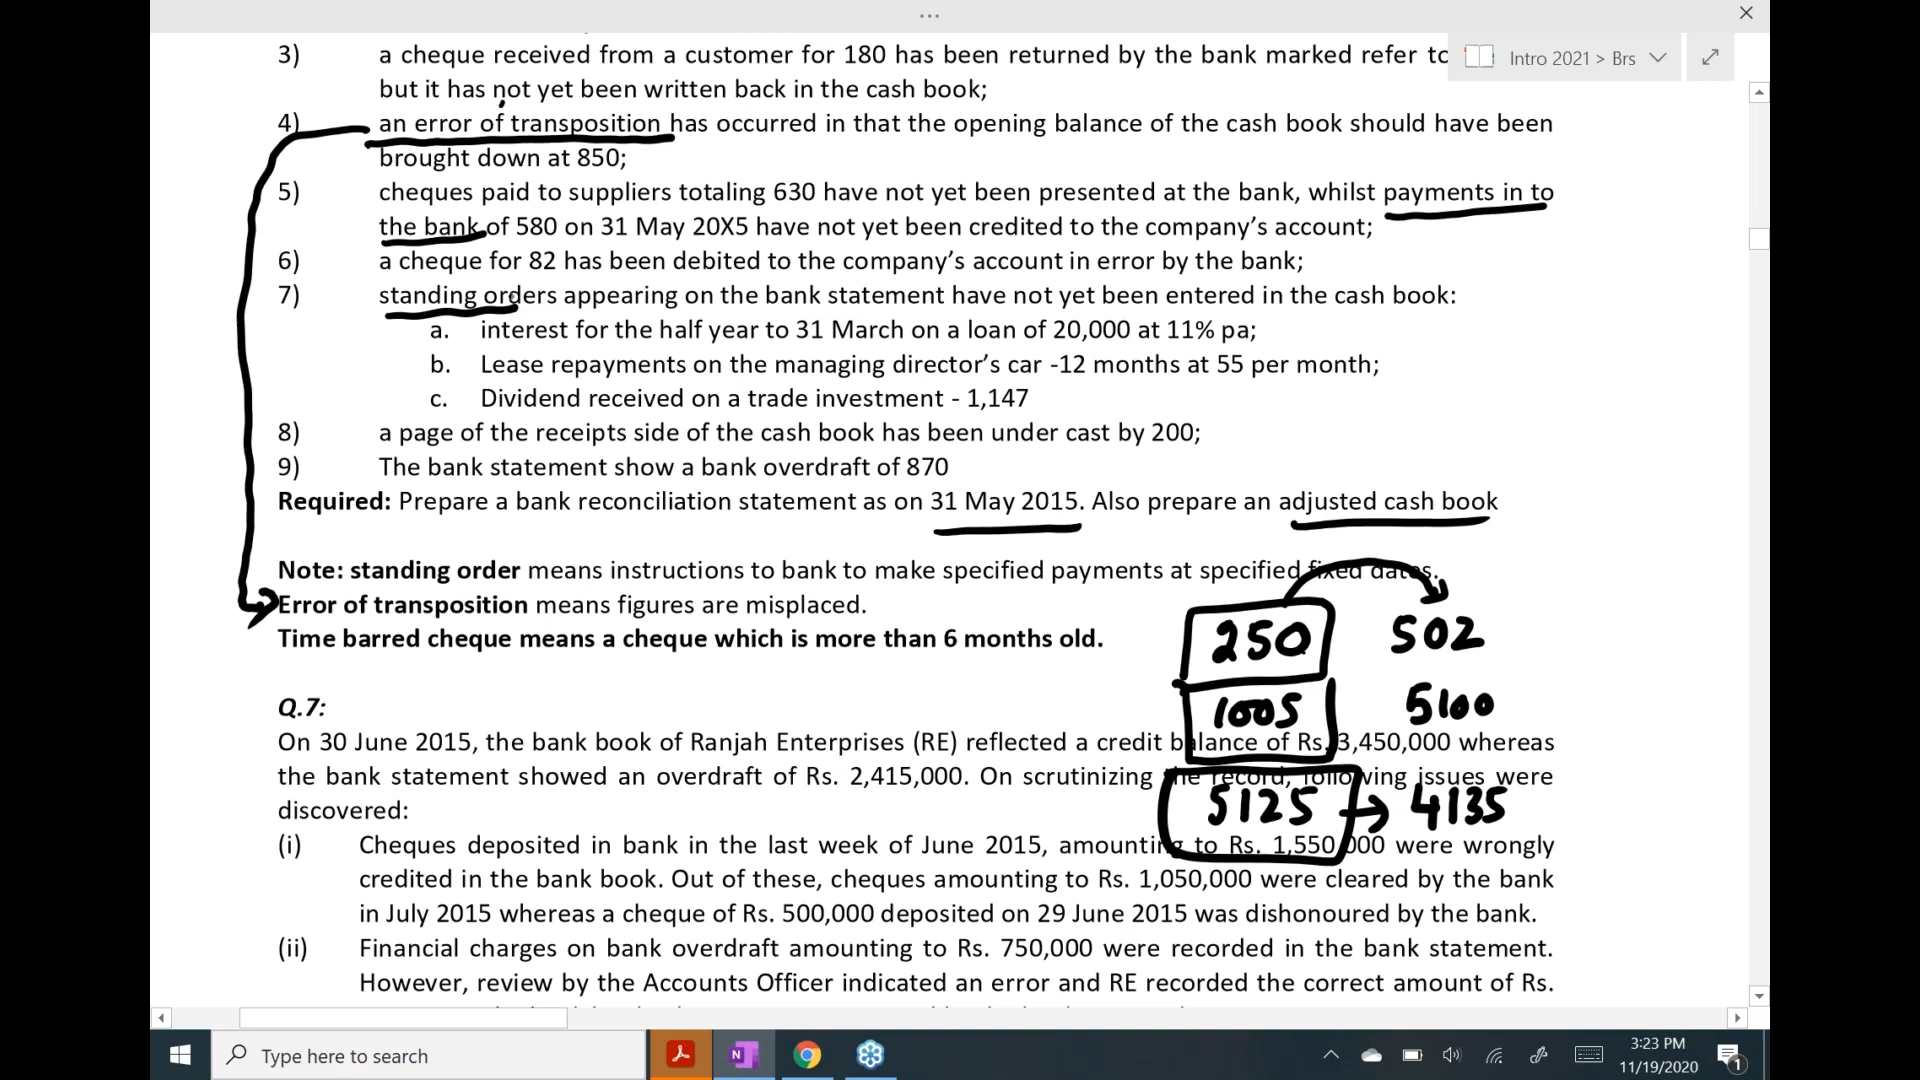 3) a cheque received from a customer for 180 has been returned by the bank marked refer to
but it has not yet been written back in the cash book;
4) an error of transposition has occurred in that the opening balance of the cash book should have been
brought down at 850;
5) cheques paid to suppliers totaling 630 have not yet been presented at the bank, whilst payments in to
the bank of 580 on 31 May 20X5 have not yet been credited to the company's account;
6) a cheque for 82 has been debited to the company's account in error by the bank;
7) standing orders appearing on the bank statement have not yet been entered in the cash book:
a. interest for the half year to 31 March on a loan of 20,000 at 11% pa;
b. Lease repayments on the managing director's car -12 months at 55 per month;
c. Dividend received on a trade investment - 1,147
8) a page of the receipts side of the cash book has been under cast by 200;
9) The bank statement show a bank overdraft of 870
Required: Prepare a bank reconciliation statement as on 31 May 2015. Also prepare an adjusted cash book
Note: standing order means instructions to bank to make specified payments at specified fixed dates.
Error of transposition means figures are misplaced.
Time barred cheque means a cheque which is more than 6 months old.
250 502
1005 5100
5125 → 4135
Q.7:
On 30 June 2015, the bank book of Ranjah Enterprises (RE) reflected a credit balance of Rs. 3,450,000 whereas
the bank statement showed an overdraft of Rs. 2,415,000. On scrutinizing the record, following issues were
discovered:
(i) Cheques deposited in bank in the last week of June 2015, amounting to Rs. 1,550,000 were wrongly
credited in the bank book. Out of these, cheques amounting to Rs. 1,050,000 were cleared by the bank
in July 2015 whereas a cheque of Rs. 500,000 deposited on 29 June 2015 was dishonoured by the bank.
(ii) Financial charges on bank overdraft amounting to Rs. 750,000 were recorded in the bank statement.
However, review by the Accounts Officer indicated an error and RE recorded the correct amount of Rs.
Intro 2021 > Brs
Type here to search
3:23 PM
11/19/2020
1